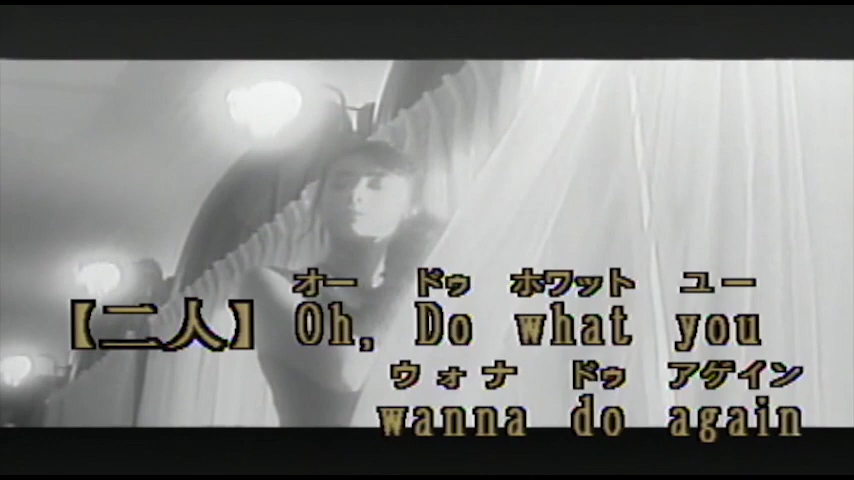 オー ドゥ ホワット ユー
【二人】 Oh, Do what you
ウォナ ドゥ アゲイン
wanna do again